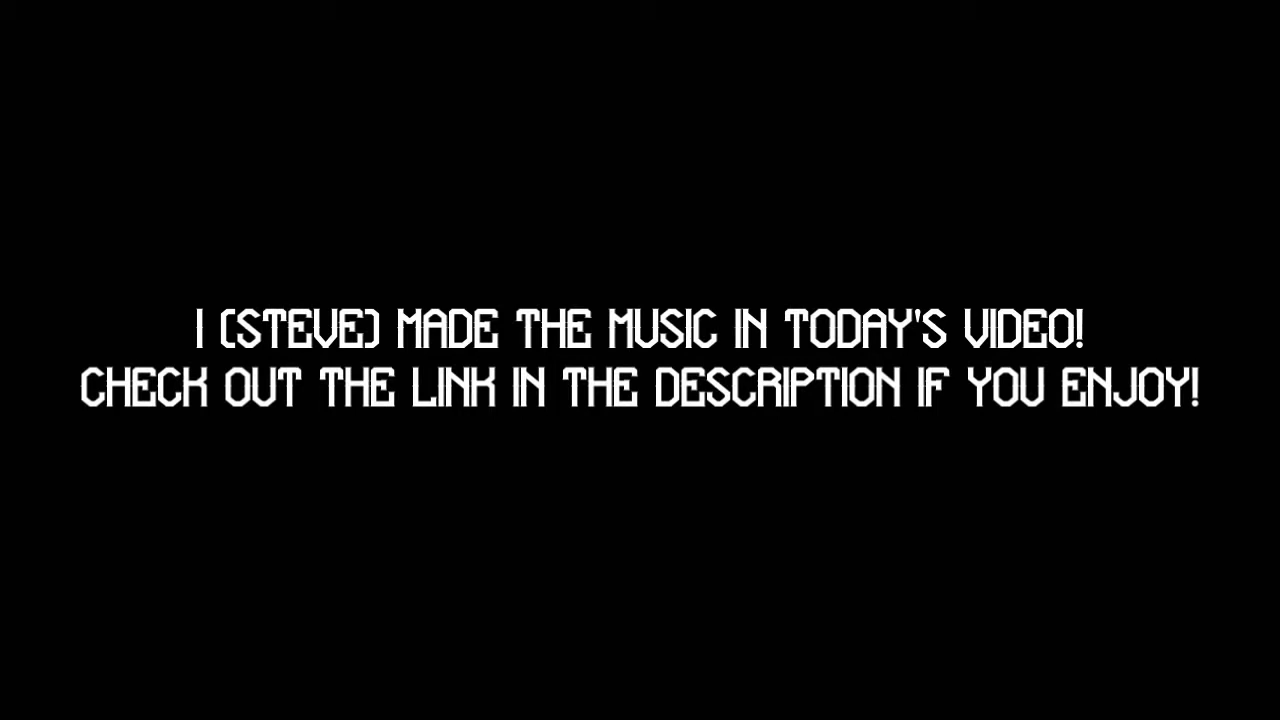 I (STEVE) MADE THE MUSIC IN TODAY'S VIDEO!
CHECK OUT THE LINK IN THE DESCRIPTION IF YOU ENJOY!